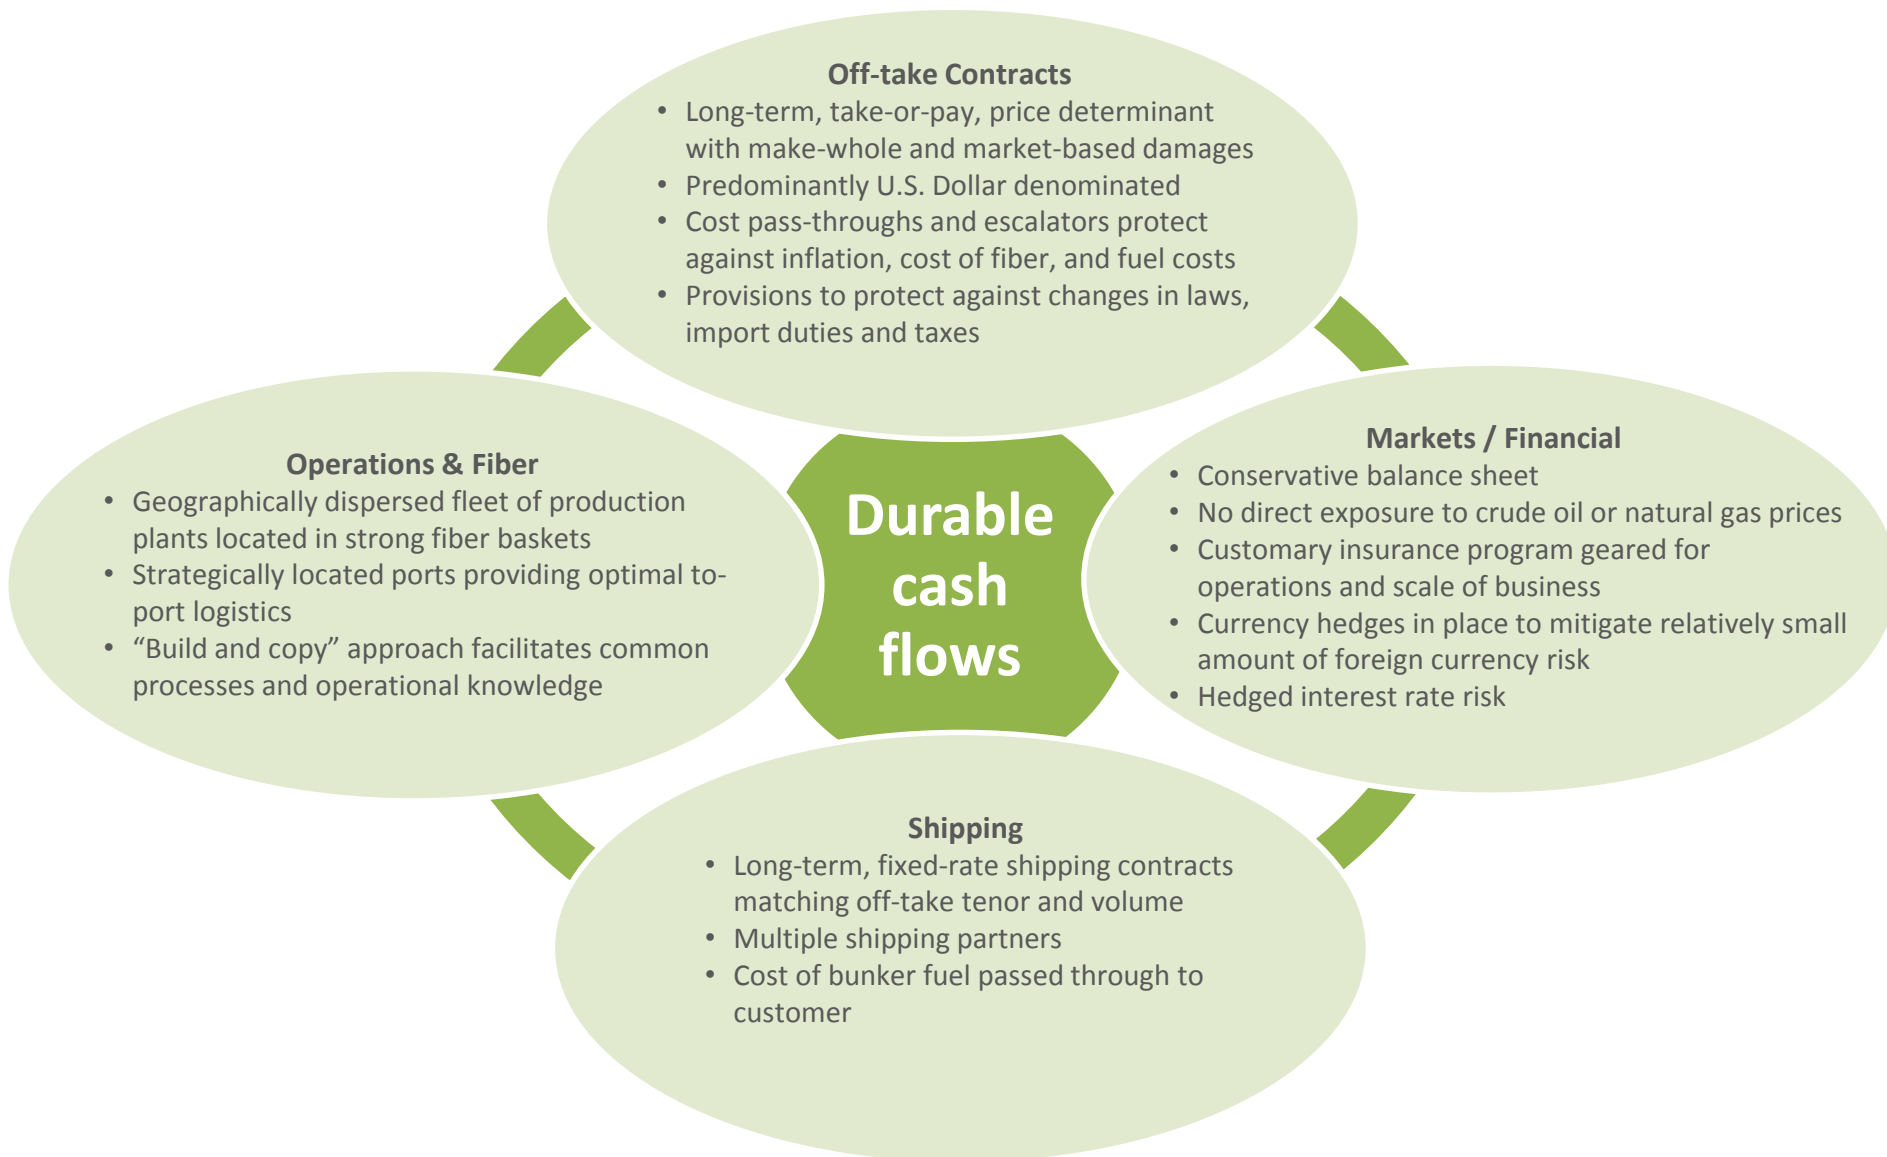 Off-take Contracts
• Long-term, take-or-pay, price determinant
with make-whole and market-based damages
• Predominantly U.S. Dollar denominated
• Cost pass-throughs and escalators protect
against inflation, cost of fiber, and fuel costs
• Provisions to protect against changes in laws,
import duties and taxes
Operations & Fiber
• Geographically dispersed fleet of production
plants located in strong fiber baskets
• Strategically located ports providing optimal to-
port logistics
• “Build and copy” approach facilitates common
processes and operational knowledge
Durable
cash
flows
Markets / Financial
• Conservative balance sheet
• No direct exposure to crude oil or natural gas prices
• Customary insurance program geared for
operations and scale of business
• Currency hedges in place to mitigate relatively small
amount of foreign currency risk
• Hedged interest rate risk
Shipping
• Long-term, fixed-rate shipping contracts
matching off-take tenor and volume
• Multiple shipping partners
• Cost of bunker fuel passed through to
customer